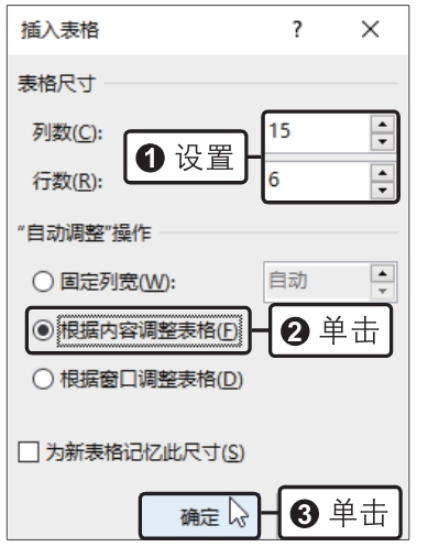 插入表格 ? ×
表格尺寸
列数(C): 15
❶ 设置
行数(R): 6
“自动调整”操作
固定列宽(W): 自动
根据内容调整表格(F) ❷ 单击
根据窗口调整表格(D)
为新表格记忆此尺寸(S)
确定 ❸ 单击